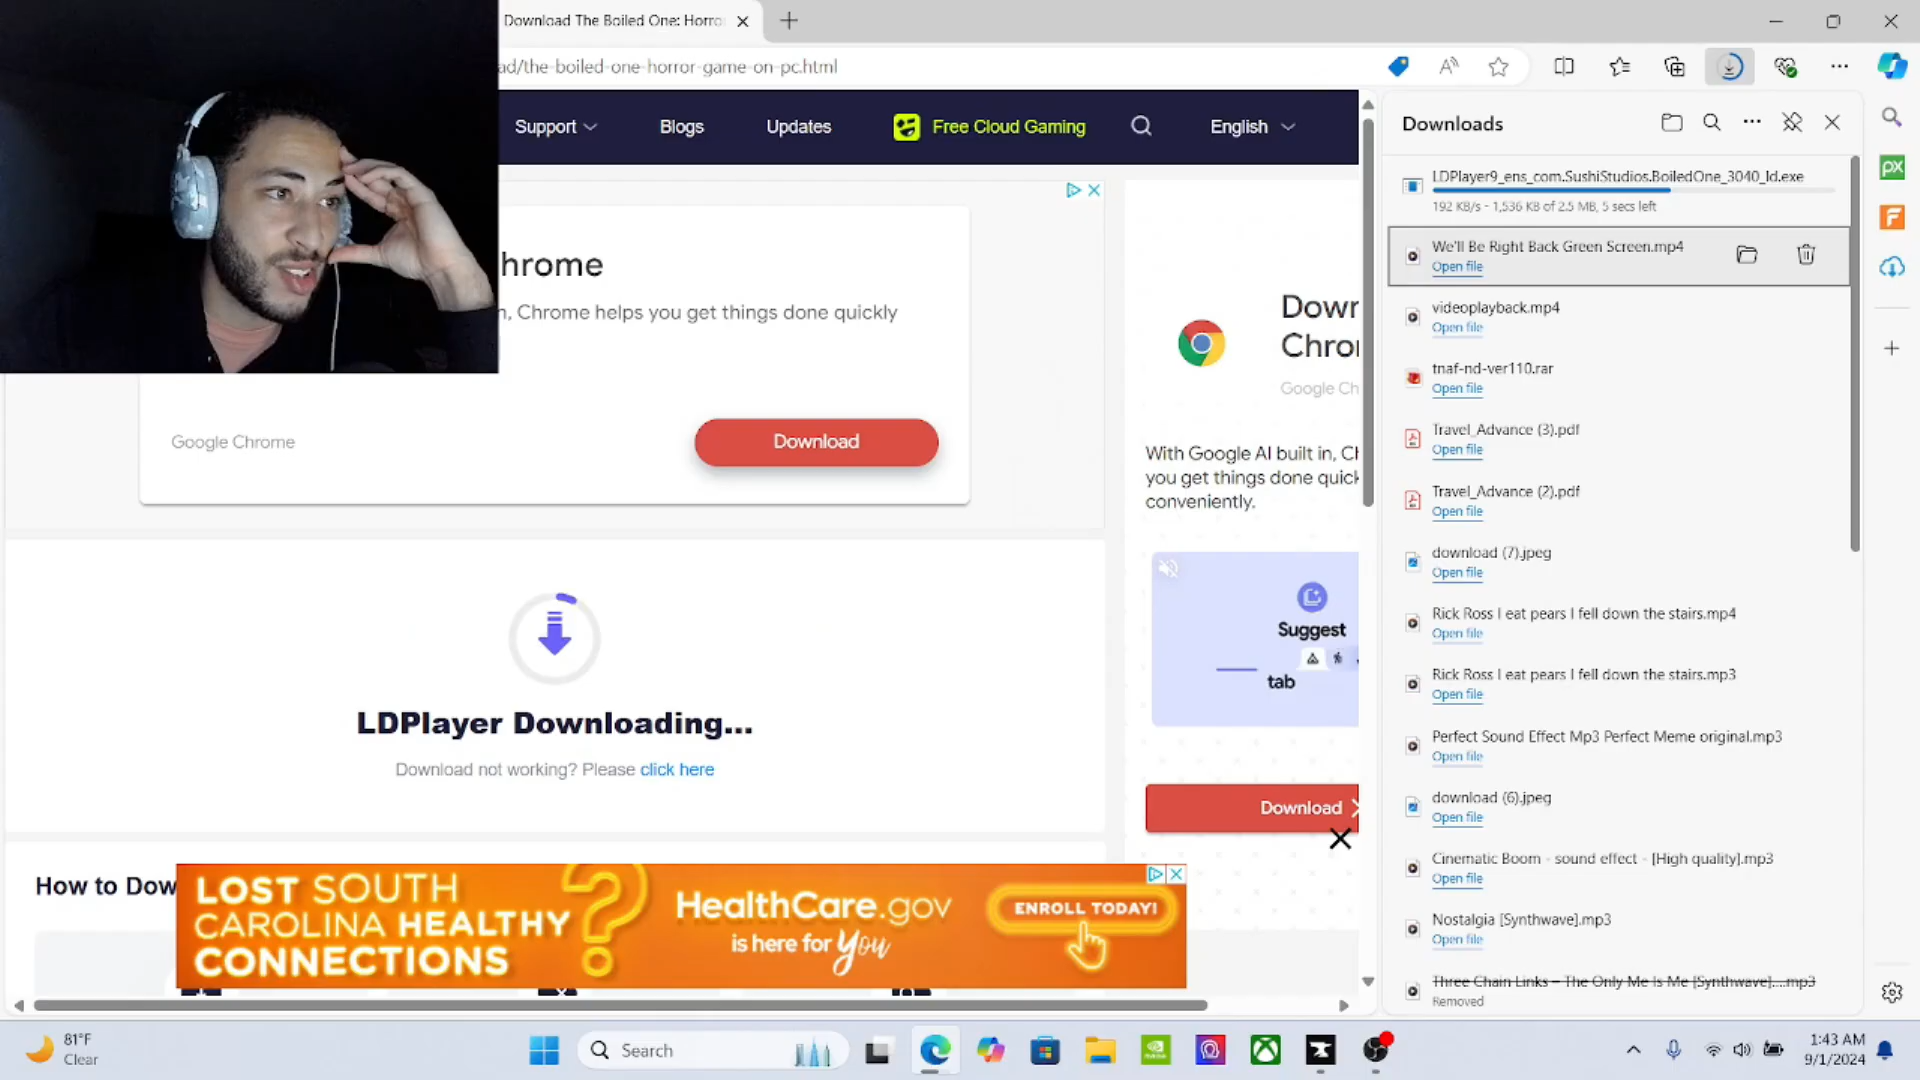 Download The Boiled One: Horro
ad/the-boiled-one-horror-game-on-pc.html
Support
Blogs
Updates
Free Cloud Gaming
English
hrome
, Chrome helps you get things done quickly
Google Chrome
Download
Down
Chro
Google Ch
With Google AI built in, C
you get things done quick
conveniently.
Suggest
tab
Download
LDPlayer Downloading...
Download not working? Please click here
How to Dow
LOST SOUTH
CAROLINA HEALTHY
CONNECTIONS
?
HealthCare.gov
is here for You
ENROLL TODAY!
Downloads
LDPlayer9_ens_com.SushiStudios.BoiledOne_3040_ld.exe
192 KB/s - 1,536 KB of 2.5 MB, 5 secs left
We'll Be Right Back Green Screen.mp4
Open file
videoplayback.mp4
Open file
tnaf-nd-ver110.rar
Open file
Travel_Advance (3).pdf
Open file
Travel_Advance (2).pdf
Open file
download (7).jpeg
Open file
Rick Ross I eat pears I fell down the stairs.mp4
Open file
Rick Ross I eat pears I fell down the stairs.mp3
Open file
Perfect Sound Effect Mp3 Perfect Meme original.mp3
Open file
download (6).jpeg
Open file
Cinematic Boom - sound effect - [High quality].mp3
Open file
Nostalgia [Synthwave].mp3
Open file
Three Chain Links – The Only Me Is Me [Synthwave]....mp3
Removed
px
81°F
Clear
Search
1:43 AM
9/1/2024